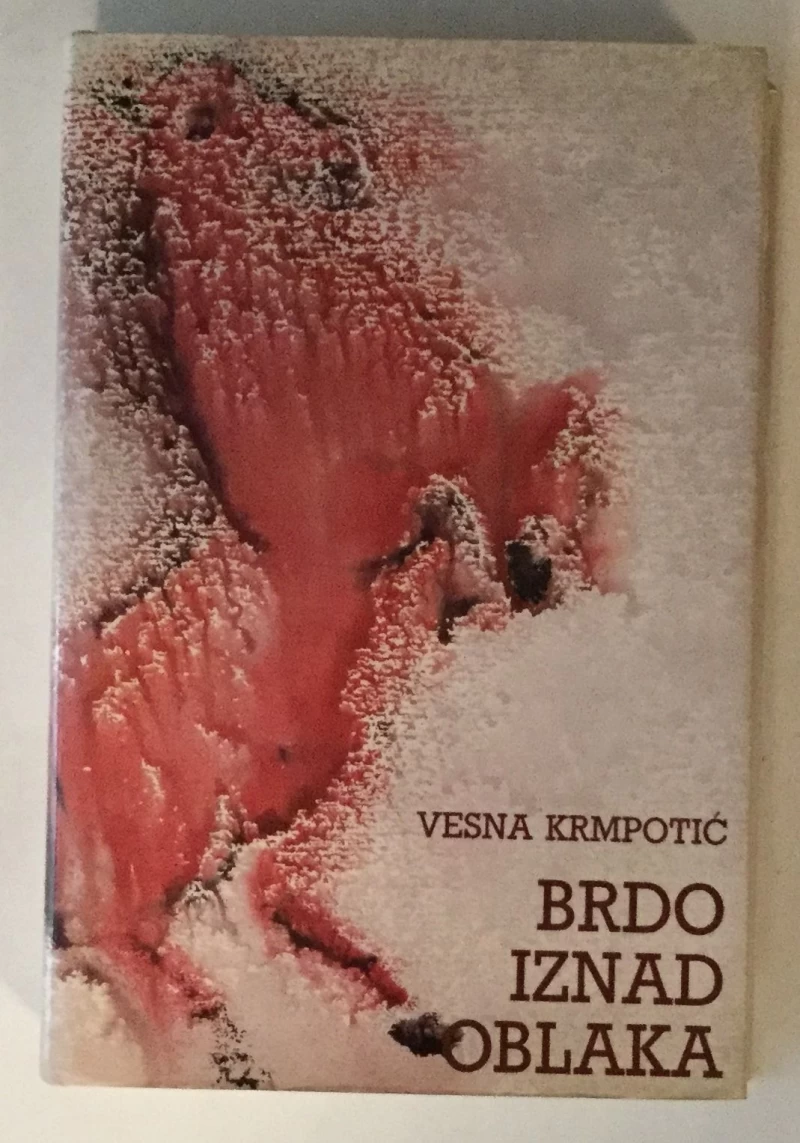 VESNA KRMPOTIĆ
BRDO
IZNAD
OBLAKA